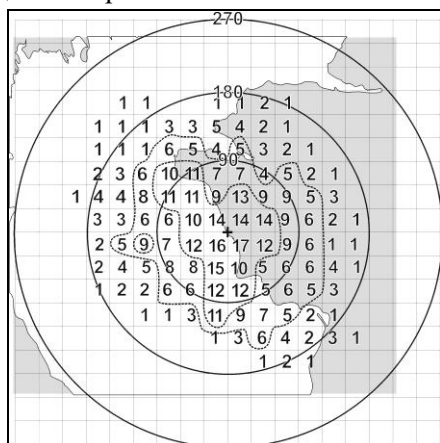 270
180
1 1 1 1 2 1
1 1 1 3 3 5 4 2 1
1 1 1 6 5 4 5 3 2 1
90
2 3 6 10 11 7 7 4 5 2 1
1 4 4 8 11 11 9 13 9 9 5 3
3 3 6 6 10 14 14 14 9 6 2 1
2 5 9 7 12 16 17 12 9 6 1 1
2 4 5 8 8 15 10 5 6 6 4 1
1 2 2 6 6 12 12 5 6 5 3
1 1 3 11 9 7 5 2 1
1 3 6 4 2 3 1
1 2 1